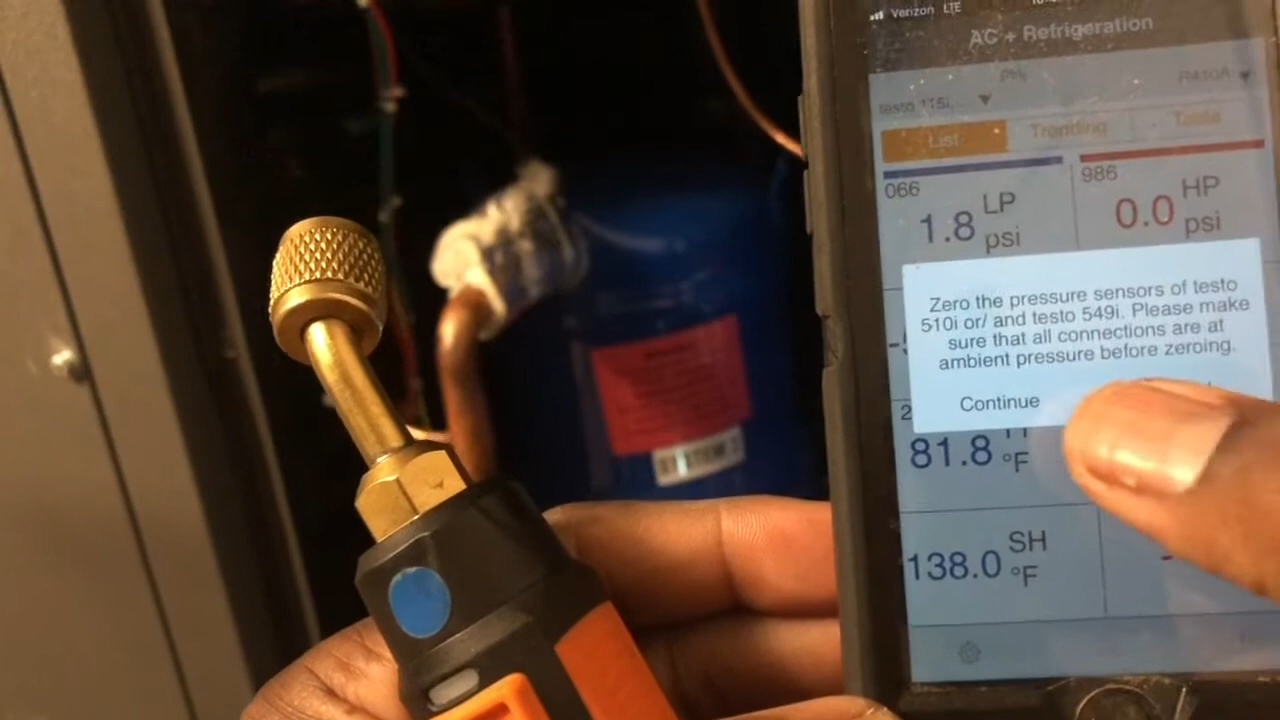 Verizon LTE
AC + Refrigeration
R410A
testo 115i...
List Trending Tools
066
1.8 LP psi
986
0.0 HP psi
Zero the pressure sensors of testo
510i or/ and testo 549i. Please make
sure that all connections are at
ambient pressure before zeroing.
Continue
81.8 °F
138.0 SH °F